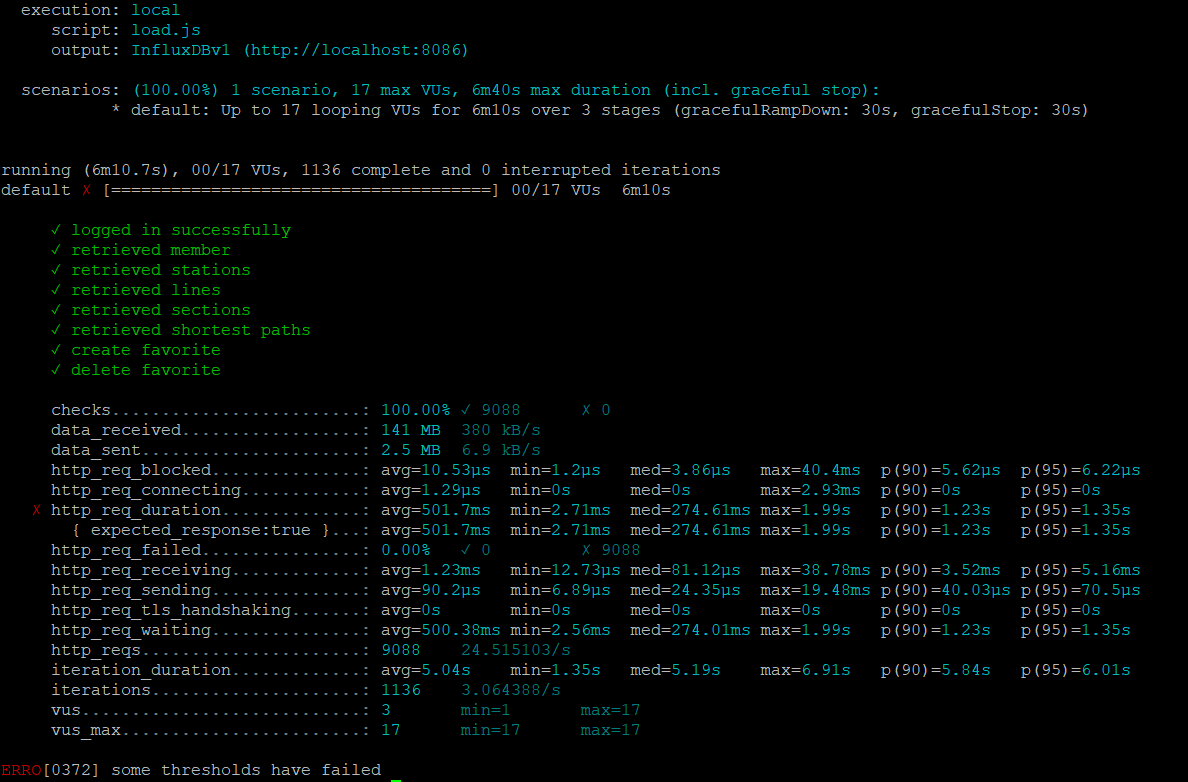 execution: local
script: load.js
output: InfluxDBv1 (http://localhost:8086)
scenarios: (100.00%) 1 scenario, 17 max VUs, 6m40s max duration (incl. graceful stop):
* default: Up to 17 looping VUs for 6m10s over 3 stages (gracefulRampDown: 30s, gracefulStop: 30s)
running (6m10.7s), 00/17 VUs, 1136 complete and 0 interrupted iterations
default ✗ [======================================] 00/17 VUs  6m10s
✓ logged in successfully
✓ retrieved member
✓ retrieved stations
✓ retrieved lines
✓ retrieved sections
✓ retrieved shortest paths
✓ create favorite
✓ delete favorite
checks.........................: 100.00% ✓ 9088      ✗ 0
data_received..................: 141 MB  380 kB/s
data_sent......................: 2.5 MB  6.9 kB/s
http_req_blocked...............: avg=10.53µs  min=1.2µs   med=3.86µs   max=40.4ms  p(90)=5.62µs  p(95)=6.22µs
http_req_connecting............: avg=1.29µs   min=0s      med=0s       max=2.93ms  p(90)=0s      p(95)=0s
✗ http_req_duration..............: avg=501.7ms  min=2.71ms  med=274.61ms max=1.99s   p(90)=1.23s   p(95)=1.35s
{ expected_response:true }...: avg=501.7ms  min=2.71ms  med=274.61ms max=1.99s   p(90)=1.23s   p(95)=1.35s
http_req_failed................: 0.00%   ✓ 0         ✗ 9088
http_req_receiving.............: avg=1.23ms   min=12.73µs med=81.12µs  max=38.78ms p(90)=3.52ms  p(95)=5.16ms
http_req_sending...............: avg=90.2µs   min=6.89µs  med=24.35µs  max=19.48ms p(90)=40.03µs p(95)=70.5µs
http_req_tls_handshaking.......: avg=0s       min=0s      med=0s       max=0s      p(90)=0s      p(95)=0s
http_req_waiting...............: avg=500.38ms min=2.56ms  med=274.01ms max=1.99s   p(90)=1.23s   p(95)=1.35s
http_reqs......................: 9088    24.515103/s
iteration_duration.............: avg=5.04s    min=1.35s   med=5.19s    max=6.91s   p(90)=5.84s   p(95)=6.01s
iterations.....................: 1136    3.064388/s
vus............................: 3       min=1       max=17
vus_max........................: 17      min=17      max=17
ERRO[0372] some thresholds have failed